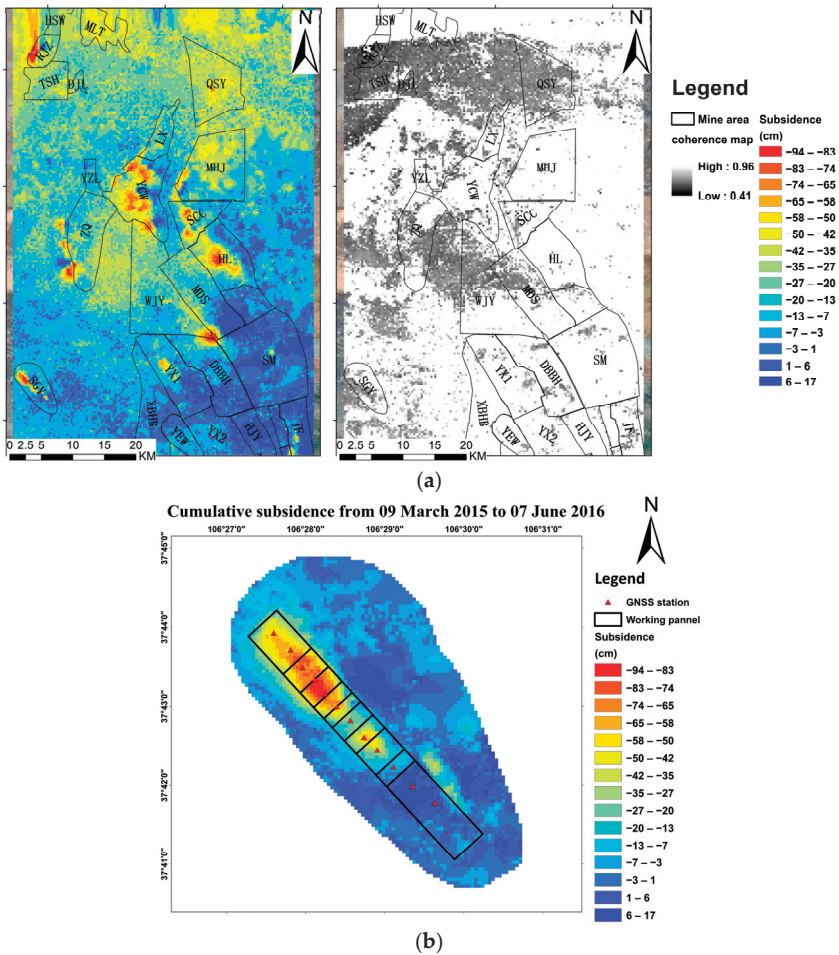 HSW
MLT
RJZ
TSH
DJL
QSY
LX
MHJ
YZL
YCW
ZQ
SCC
HL
WJY
MDS
SM
SGY
YX1
DBBH
XBHB
YEW
YX2
HJY
JF
N
0 2.5 5 10 15 20
KM
HSW
MLT
RJZ
TSH
DJL
QSY
LX
MHJ
YZL
YCW
ZQ
SCC
HL
WJY
MDS
SM
SGY
YX1
DBBH
XBHB
YEW
YX2
HJY
JF
N
0 2.5 5 10 15 20
KM
Legend
Mine area
coherence map
High : 0.96
Low : 0.41
Subsidence
(cm)
−94 – −83
−83 – −74
−74 – −65
−65 – −58
−58 – −50
−50 – −42
−42 – −35
−35 – −27
−27 – −20
−20 – −13
−13 – −7
−7 – −3
−3 – 1
1 – 6
6 – 17
(a)
Cumulative subsidence from 09 March 2015 to 07 June 2016
106°27'0" 106°28'0" 106°29'0" 106°30'0" 106°31'0"
37°45'0"
37°44'0"
37°43'0"
37°42'0"
37°41'0"
N
Legend
GNSS station
Working pannel
Subsidence
(cm)
−94 – −83
−83 – −74
−74 – −65
−65 – −58
−58 – −50
−50 – −42
−42 – −35
−35 – −27
−27 – −20
−20 – −13
−13 – −7
−7 – −3
−3 – 1
1 – 6
6 – 17
(b)